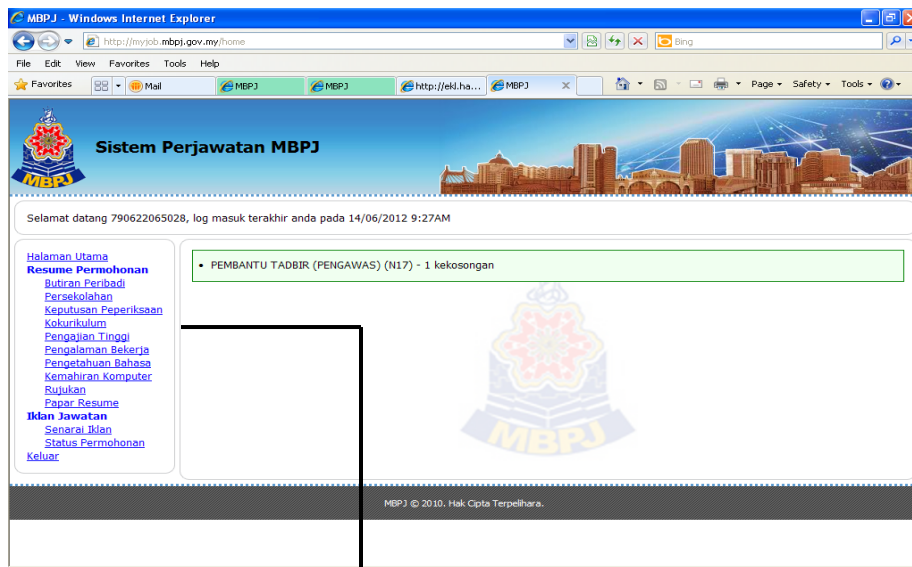 MBPJ - Windows Internet Explorer
http://myjob.mbpj.gov.my/home
Bing
File Edit View Favorites Tools Help
Favorites Mail MBPJ MBPJ http://ekl.ha... MBPJ Page Safety Tools
MBPJ
Sistem Perjawatan MBPJ
Selamat datang 790622065028, log masuk terakhir anda pada 14/06/2012 9:27AM
Halaman Utama
Resume Permohonan
Butiran Peribadi
Persekolahan
Keputusan Peperiksaan
Kokurikulum
Pengajian Tinggi
Pengalaman Bekerja
Pengetahuan Bahasa
Kemahiran Komputer
Rujukan
Papar Resume
Iklan Jawatan
Senarai Iklan
Status Permohonan
Keluar
• PEMBANTU TADBIR (PENGAWAS) (N17) - 1 kekosongan
MBPJ
MBPJ © 2010. Hak Cipta Terpelihara.